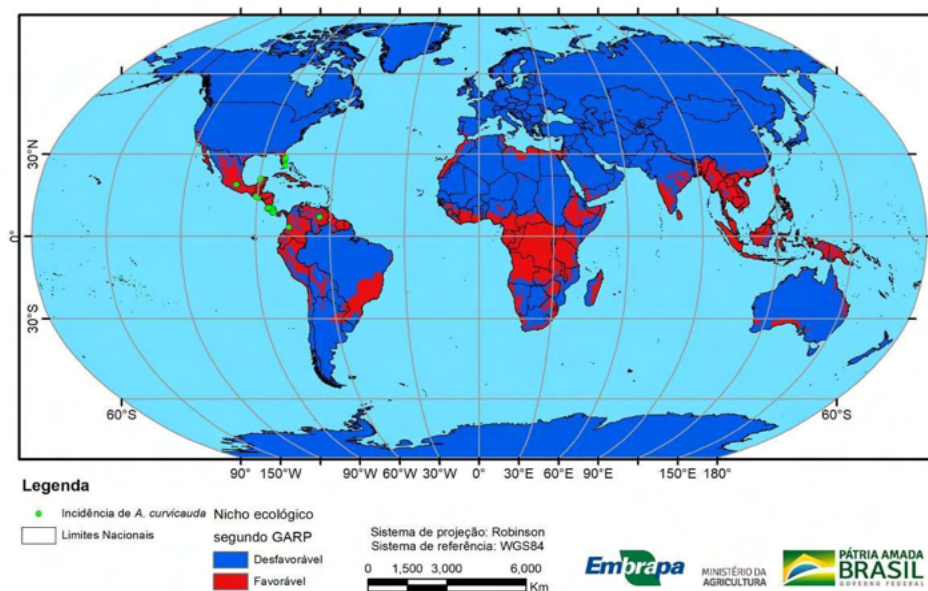 30°N
0°
30°S
60°S
60°S
90° 150°W 90°W 60°W 30°W 0° 30°E 60°E 90°E 150°E 180°
Legenda
Incidência de A. curvicauda
Limites Nacionais
Nicho ecológico
segundo GARP
Desfavorável
Favorável
Sistema de projeção: Robinson
Sistema de referência: WGS84
0 1,500 3,000 6,000
Km
Embrapa
MINISTÉRIO DA
AGRICULTURA
PÁTRIA AMADA
BRASIL
GOVERNO FEDERAL